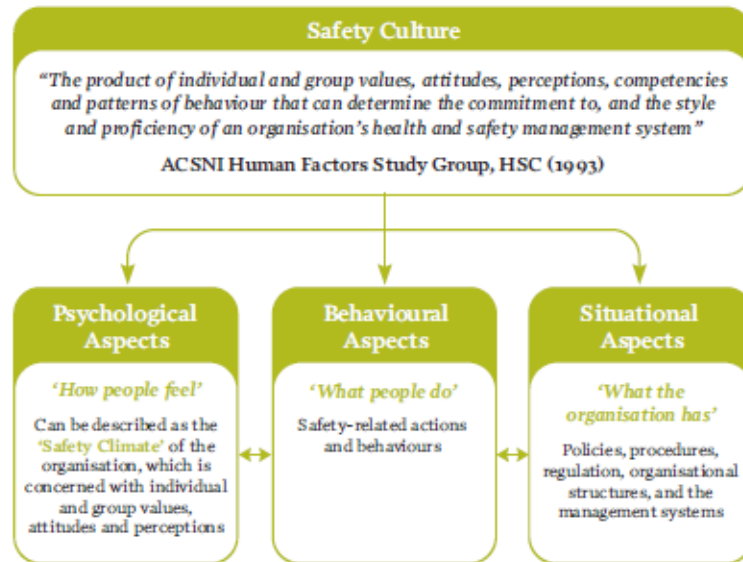 Safety Culture
“The product of individual and group values, attitudes, perceptions, competencies
and patterns of behaviour that can determine the commitment to, and the style
and proficiency of an organisation’s health and safety management system”
ACSNI Human Factors Study Group, HSC (1993)
Psychological
Aspects
‘How people feel’
Can be described as the
‘Safety Climate’ of the
organisation, which is
concerned with individual
and group values,
attitudes and perceptions
Behavioural
Aspects
‘What people do’
Safety-related actions
and behaviours
Situational
Aspects
‘What the
organisation has’
Policies, procedures,
regulation, organisational
structures, and the
management systems